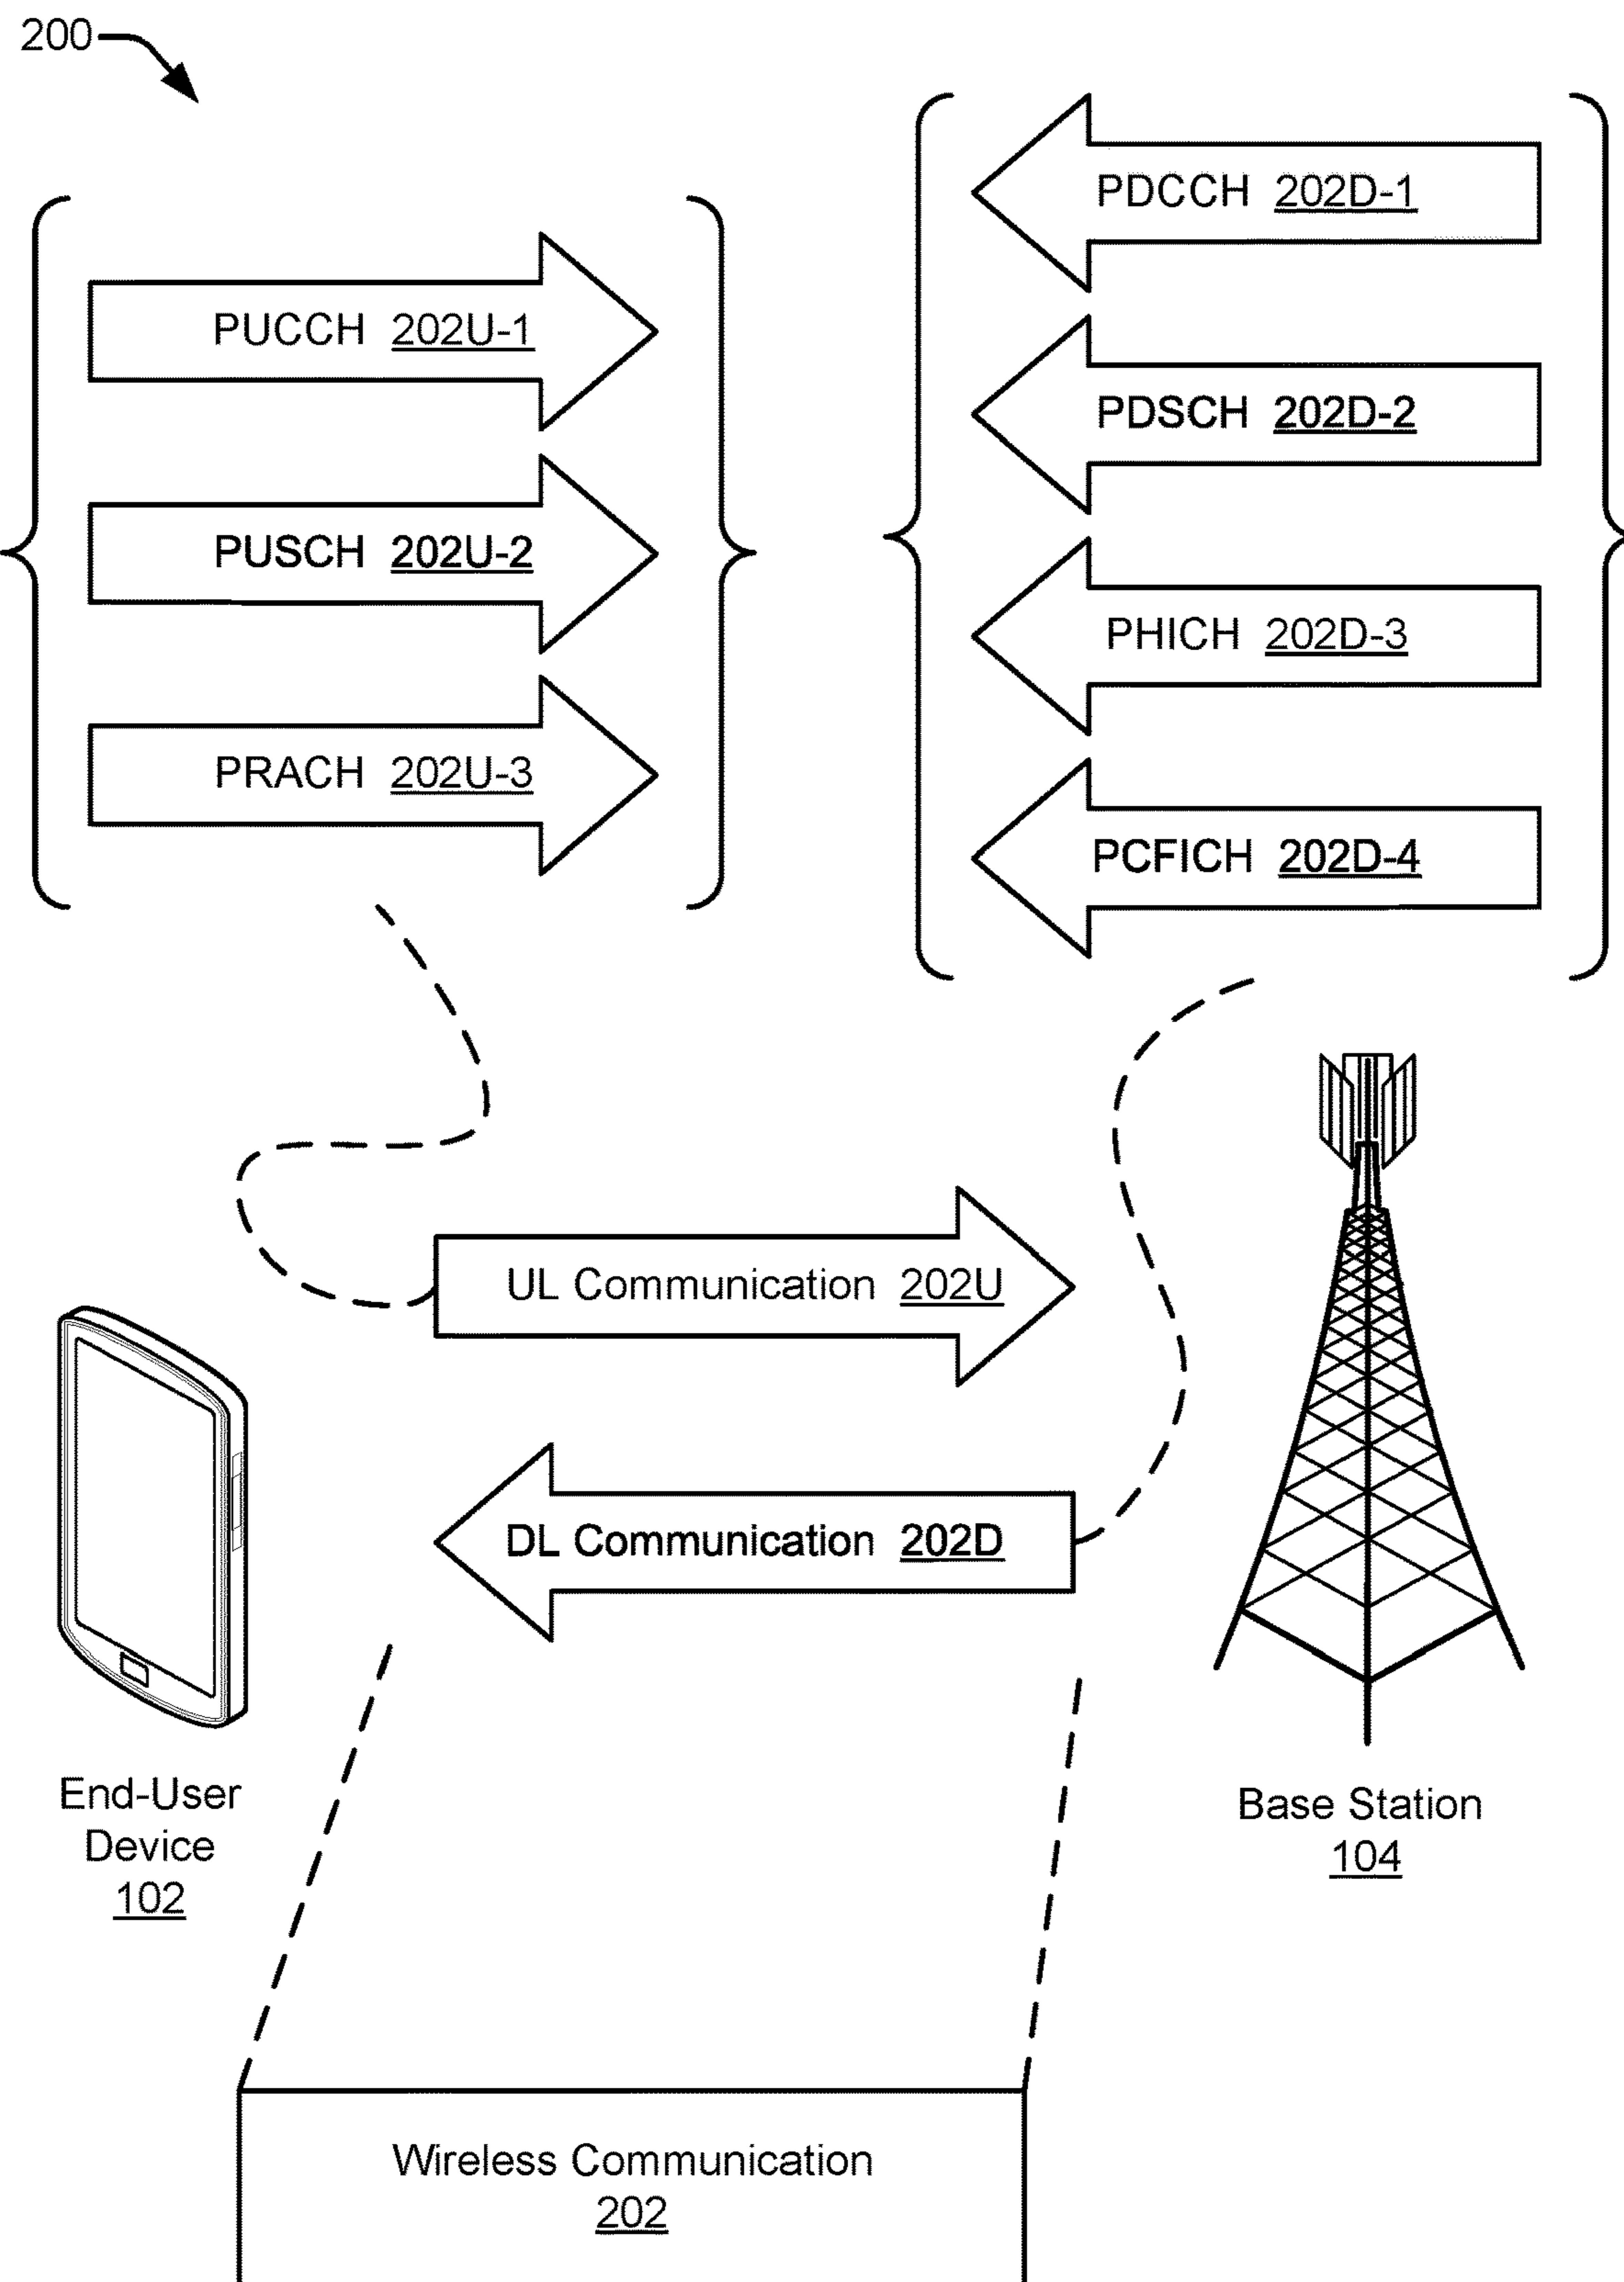 200
PUCCH 202U-1
PUSCH 202U-2
PRACH 202U-3
PDCCH 202D-1
PDSCH 202D-2
PHICH 202D-3
PCFICH 202D-4
UL Communication 202U
DL Communication 202D
End-User
Device
102
Base Station
104
Wireless Communication
202